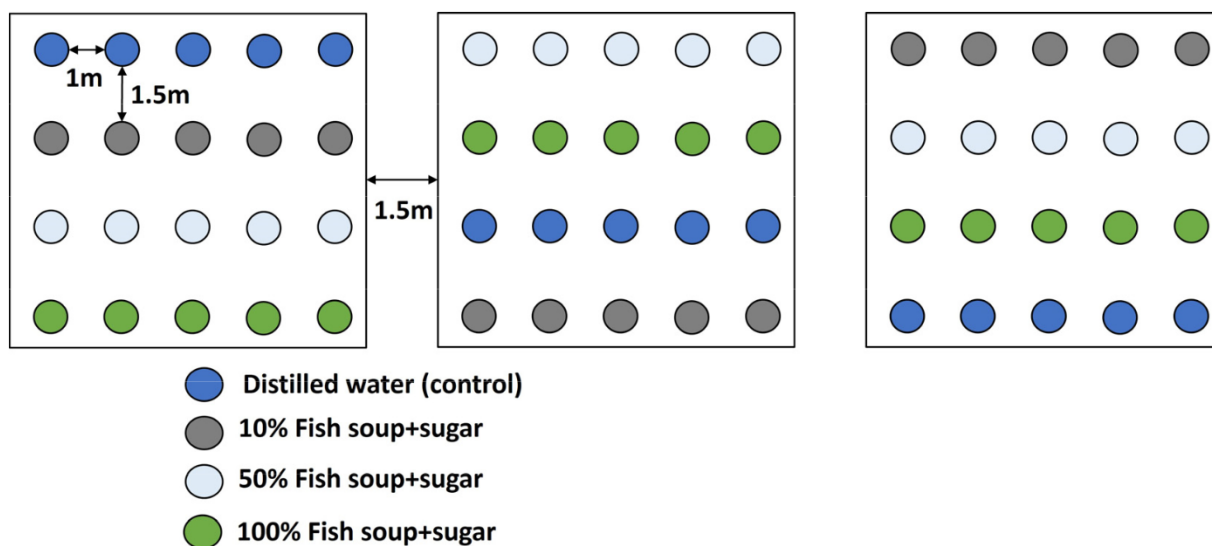 1m
1.5m
1.5m
Distilled water (control)
10% Fish soup+sugar
50% Fish soup+sugar
100% Fish soup+sugar